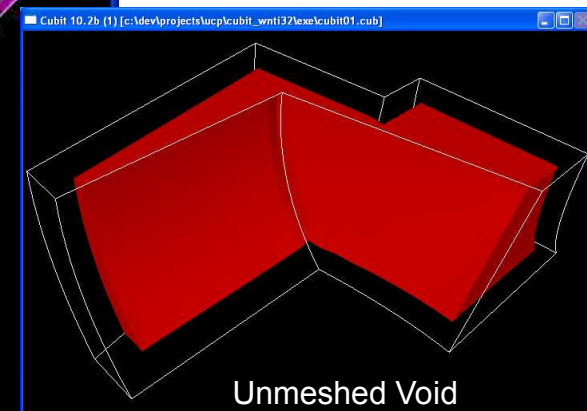 Cubit 10.2b (1) [c:\dev\projects\ucp\cubit_wnti32\exe\cubit01.cub]
Unmeshed Void